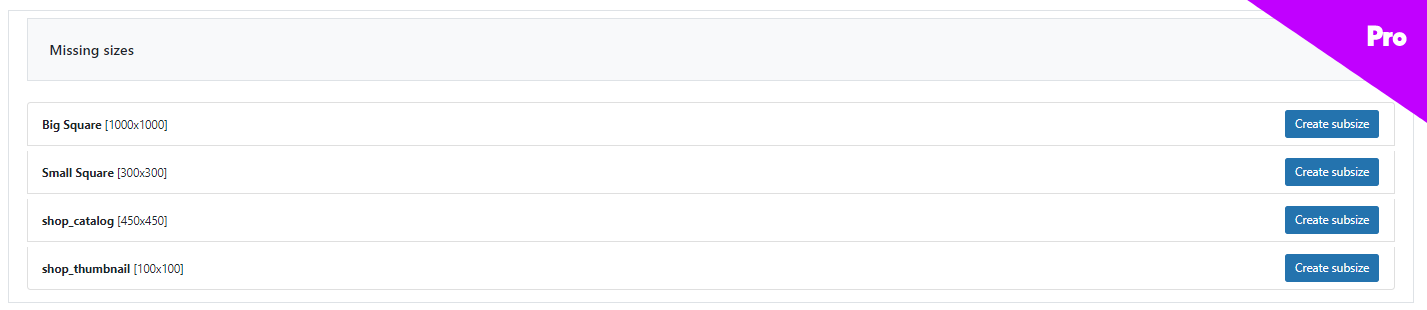 Pro
Missing sizes
Big Square [1000x1000] Create subsize
Small Square [300x300] Create subsize
shop_catalog [450x450] Create subsize
shop_thumbnail [100x100] Create subsize